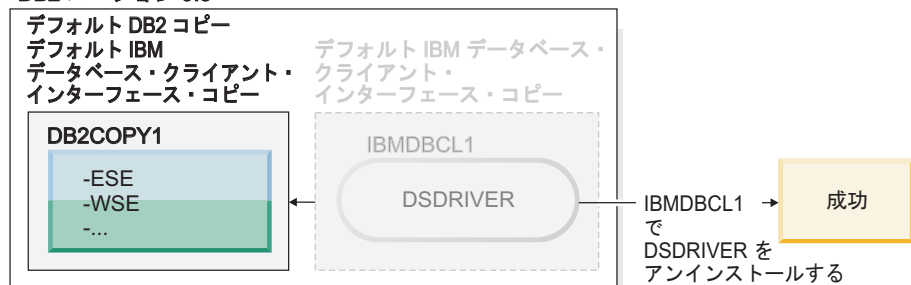 デフォルト DB2 コピー
デフォルト IBM
データベース・クライアント・
インターフェース・コピー
デフォルト IBM データベース・
クライアント・
インターフェース・コピー
DB2COPY1
-ESE
-WSE
-...
IBMDBCL1
DSDRIVER
IBMDBCL1
で
DSDRIVER を
アンインストールする
成功